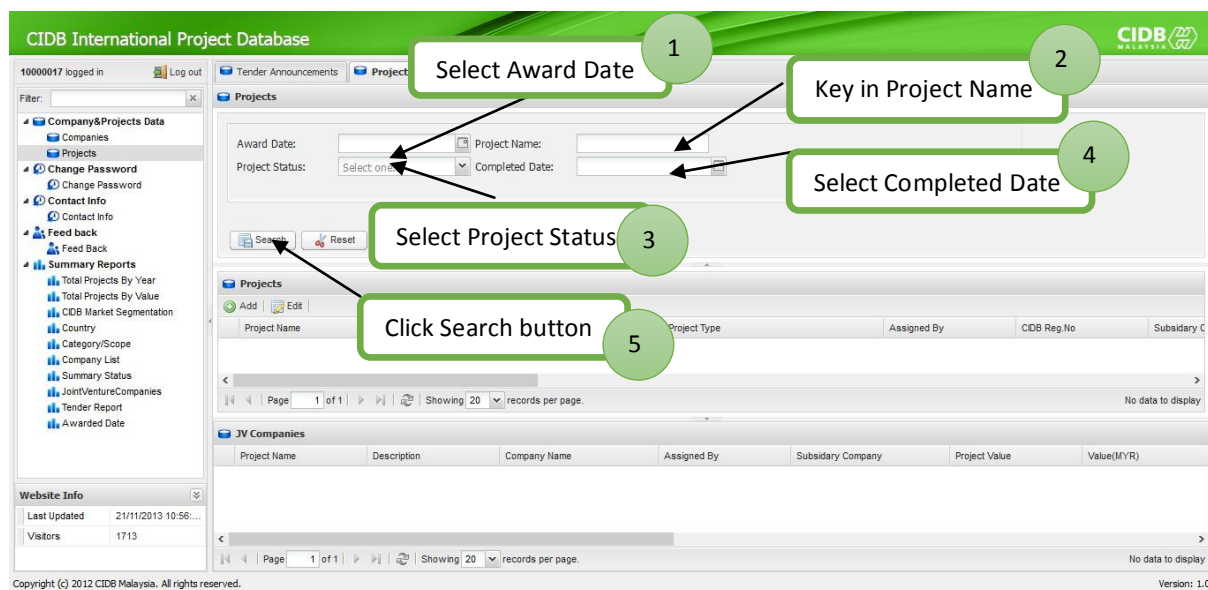 CIDB International Project Database
CIDB
MALAYSIA
1
Select Award Date
2
Key in Project Name
10000017 logged in
Log out
Tender Announcements
Project
Filter:
Projects
Company&Projects Data
Companies
Projects
Change Password
Change Password
Contact Info
Contact Info
Feed back
Feed Back
Summary Reports
Total Projects By Year
Total Projects By Value
CIDB Market Segmentation
Country
Category/Scope
Company List
Summary Status
JointVentureCompanies
Tender Report
Awarded Date
Award Date:
Project Name:
Project Status:
Select one
Completed Date:
4
Select Completed Date
Select Project Status
3
Search
Reset
Projects
Add
Edit
Click Search button
5
Project Name
Project Type
Assigned By
CIDB Reg.No
Subsidary C
Page 1 of 1
Showing 20 records per page.
No data to display
JV Companies
Project Name
Description
Company Name
Assigned By
Subsidary Company
Project Value
Value(MYR)
Website Info
Last Updated 21/11/2013 10:56:...
Visitors 1713
Page 1 of 1
Showing 20 records per page.
No data to display
Copyright (c) 2012 CIDB Malaysia. All rights reserved.
Version: 1.0